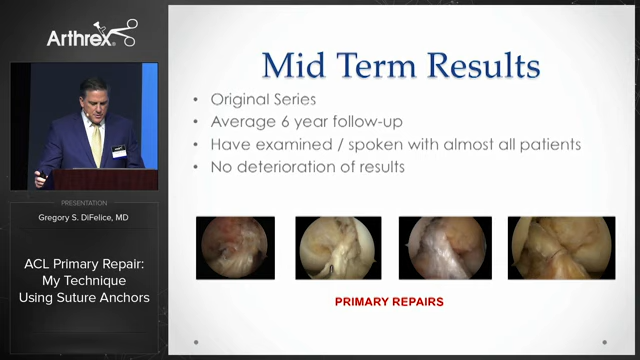 Arthrex
PRESENTATION
Gregory S. DiFelice, MD
ACL Primary Repair:
My Technique
Using Suture Anchors
Mid Term Results
• Original Series
• Average 6 year follow-up
• Have examined / spoken with almost all patients
• No deterioration of results
PRIMARY REPAIRS